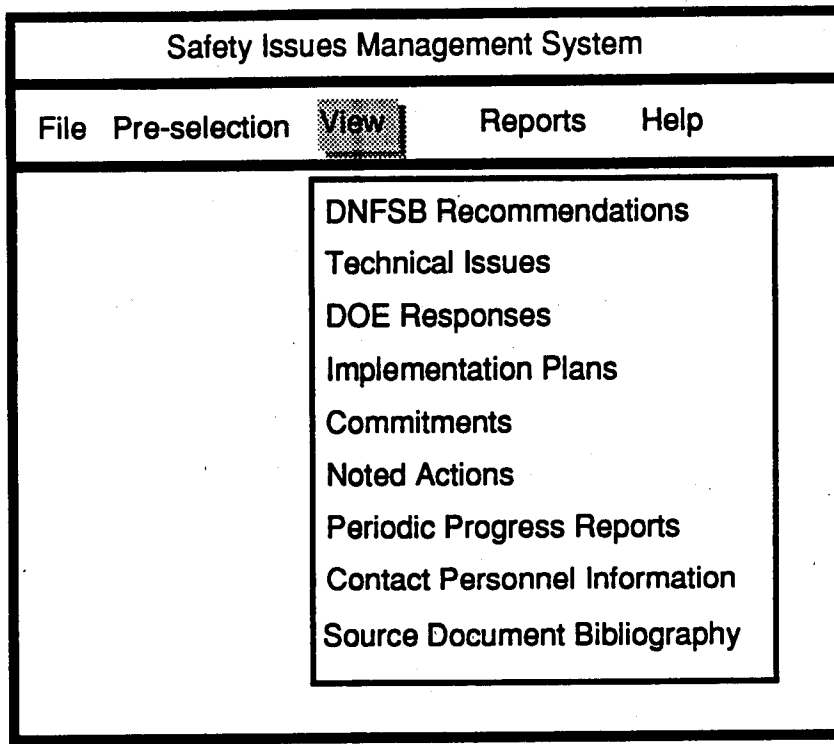 Safety Issues Management System
File Pre-selection View Reports Help
DNFSB Recommendations
Technical Issues
DOE Responses
Implementation Plans
Commitments
Noted Actions
Periodic Progress Reports
Contact Personnel Information
Source Document Bibliography